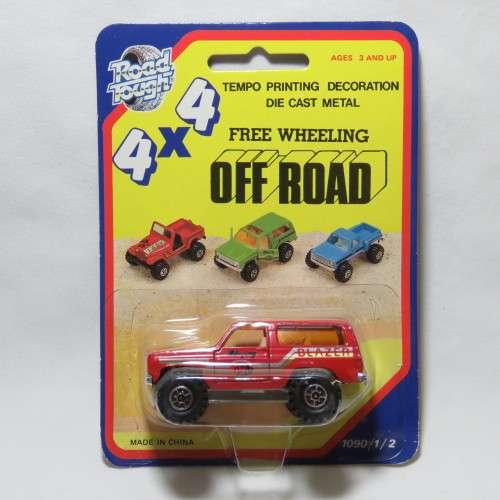 Road
Tough
AGES 3 AND UP
TEMPO PRINTING DECORATION
DIE CAST METAL
4x4
FREE WHEELING
OFF ROAD
BLAZER
MADE IN CHINA
1090/1/2